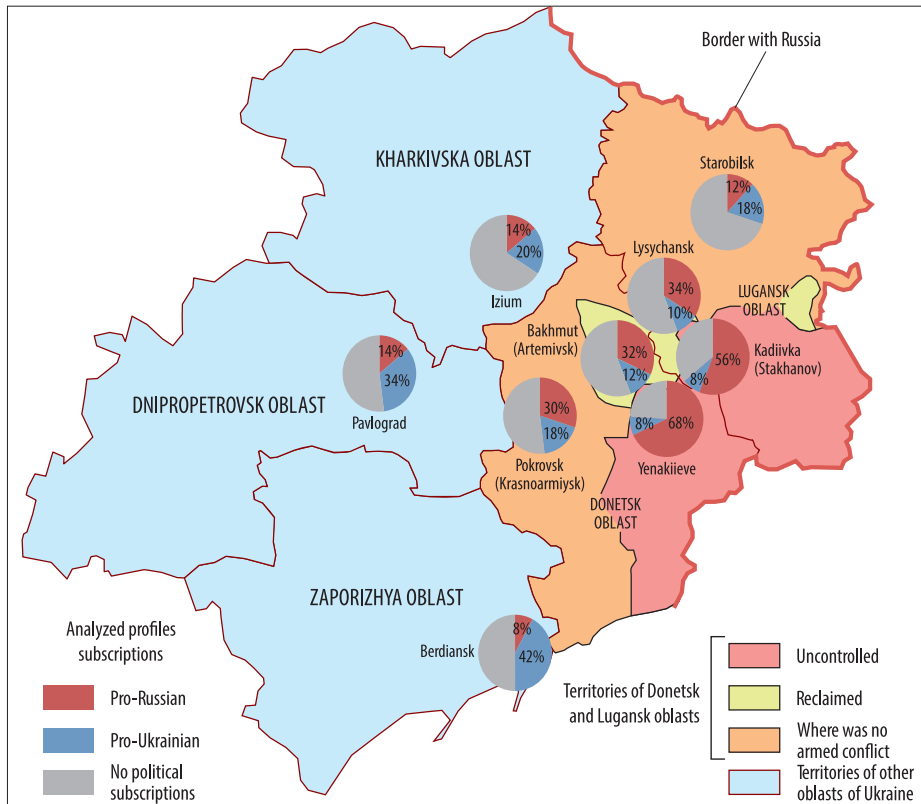 Border with Russia
KHARKIVSKA OBLAST
Starobilsk
12%
18%
14%
20%
Izium
Lysychansk
34%
10%
LUGANSK
OBLAST
Bakhmut
(Artemivsk)
32%
12%
56%
8%
Kadiivka
(Stakhanov)
14%
34%
Pavlograd
DNIPROPETROVSK OBLAST
30%
18%
Pokrovsk
(Krasnoarmiysk)
8%
68%
Yenakiieve
DONETSK
OBLAST
ZAPORIZHYA OBLAST
Berdiansk
8%
42%
Analyzed profiles
subscriptions
Pro-Russian
Pro-Ukrainian
No political
subscriptions
Territories of Donetsk
and Lugansk oblasts
Uncontrolled
Reclaimed
Where was no
armed conflict
Territories of other
oblasts of Ukraine